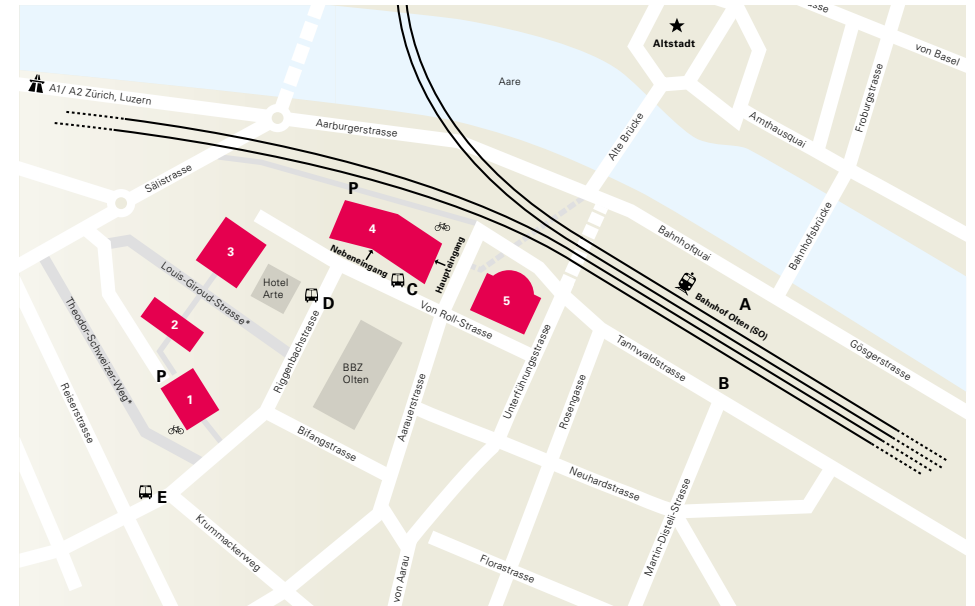 sse
von Basel
Altstadt
Froburgstrasse
Aare
A1/ A2 Zürich, Luzern
Aarburgerstrasse
Amthausquai
Alte Brücke
Sälistrasse
P
4
3
Nebeneingang
Haupteingang
Bahnhofquai
Bahnhofsbrücke
Hotel
Arte
Louis-Giroud-Strasse*
D
C
5
A
Bahnhof Olten (SO)
Von Roll-Strasse
2
Theodor-Schweizer-Weg*
Riggenbachstrasse
BBZ
Olten
Tannwaldstrasse
Gösgerstrasse
Unterführungsstrasse
B
P
1
Reiserstrasse
Aarauerstrasse
Rosengasse
Bifangstrasse
Neuhardstrasse
E
Krummackerweg
Martin-Disteli-Strasse
von Aarau
Florastrasse